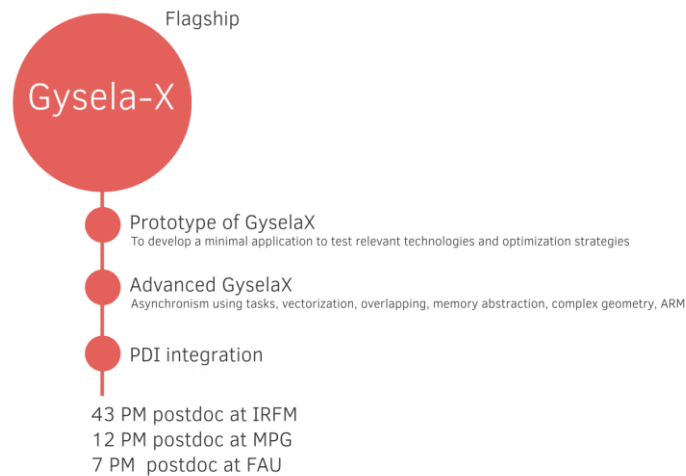 Flagship
Gysela-X
Prototype of GyselaX
To develop a minimal application to test relevant technologies and optimization strategies
Advanced GyselaX
Asynchronism using tasks, vectorization, overlapping, memory abstraction, complex geometry, ARM
PDI integration
43 PM postdoc at IRFM
12 PM postdoc at MPG
7 PM postdoc at FAU